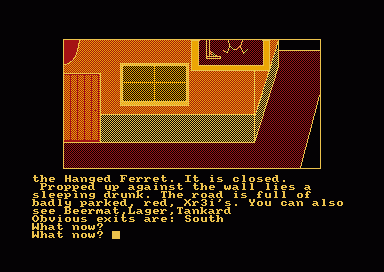 the Hanged Ferret. It is closed.
Propped up against the wall lies a
sleeping drunk. The road is full of
badly parked, red, Xr3i's. You can also
see Beermat,Lager,Tankard
Obvious exits are: South
What now?
What now?